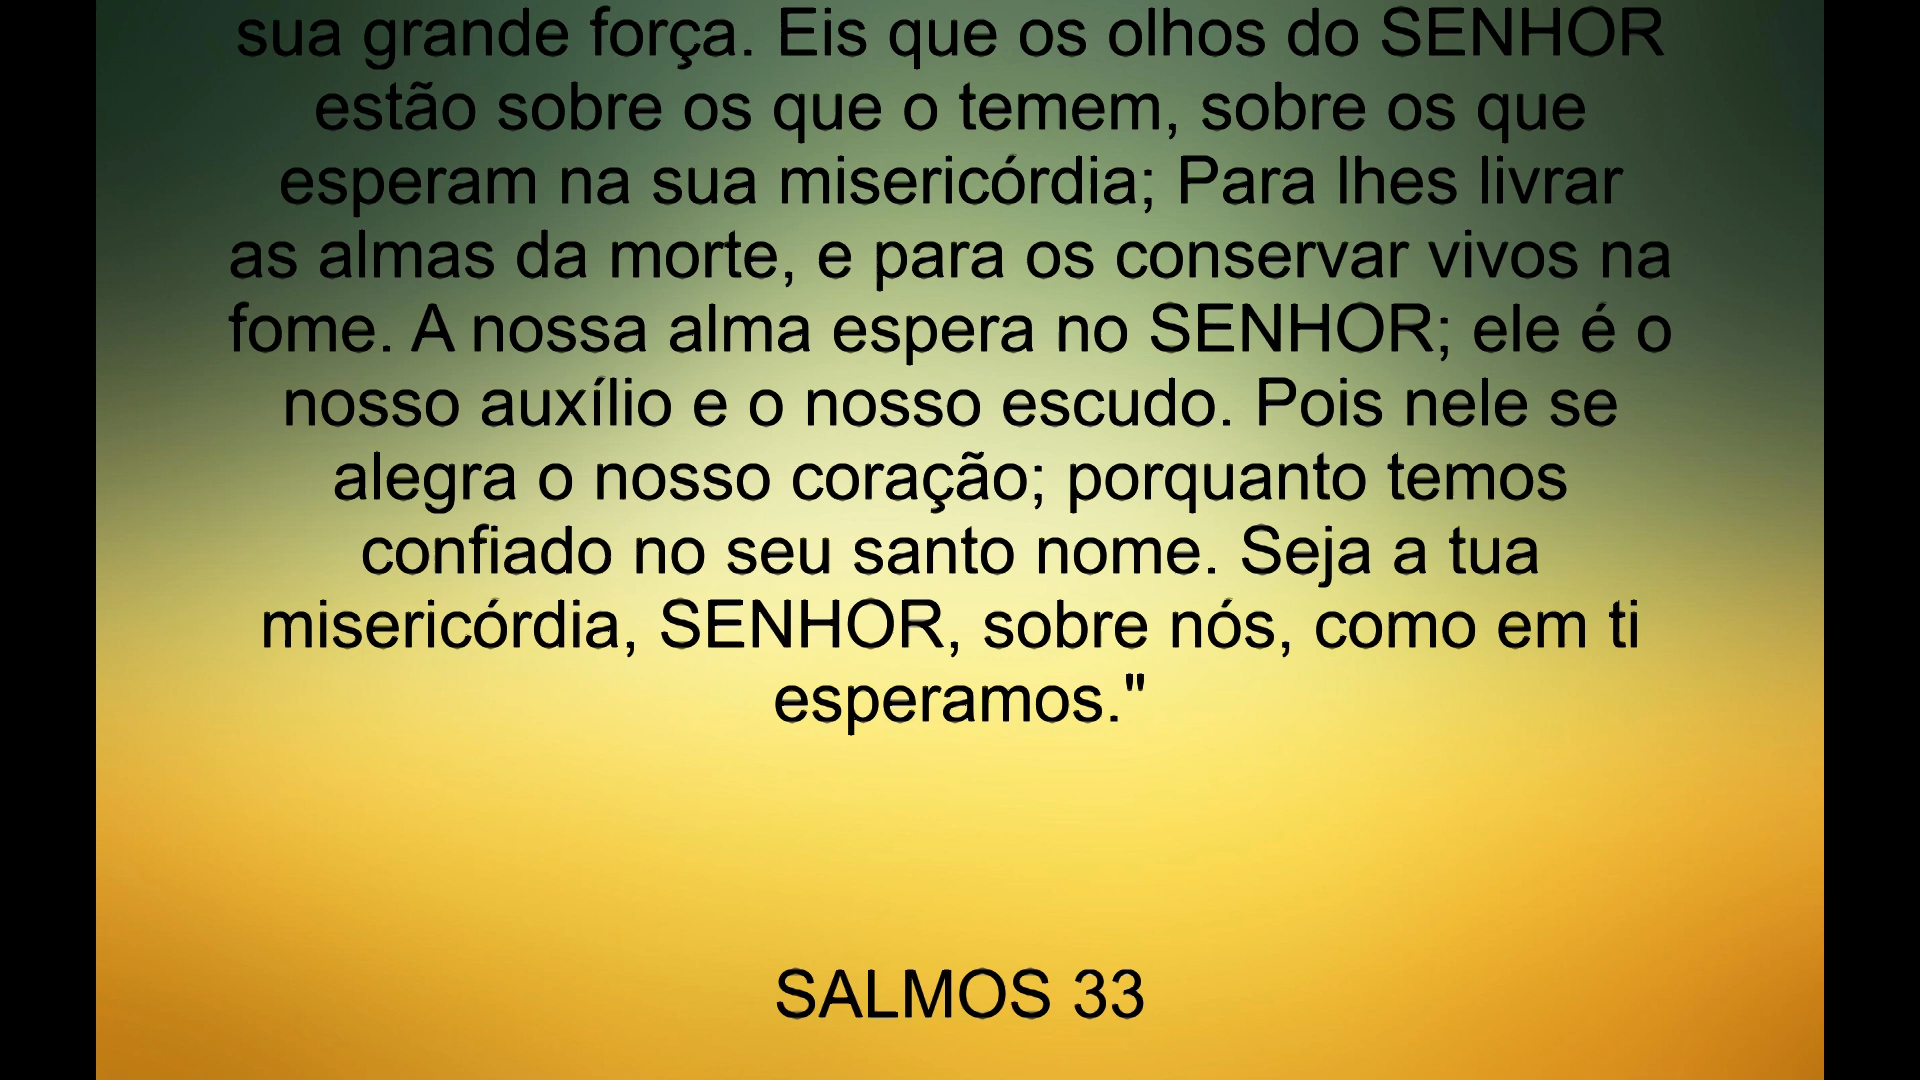 sua grande força. Eis que os olhos do SENHOR
estão sobre os que o temem, sobre os que
esperam na sua misericórdia; Para lhes livrar
as almas da morte, e para os conservar vivos na
fome. A nossa alma espera no SENHOR; ele é o
nosso auxílio e o nosso escudo. Pois nele se
alegra o nosso coração; porquanto temos
confiado no seu santo nome. Seja a tua
misericórdia, SENHOR, sobre nós, como em ti
esperamos."
SALMOS 33